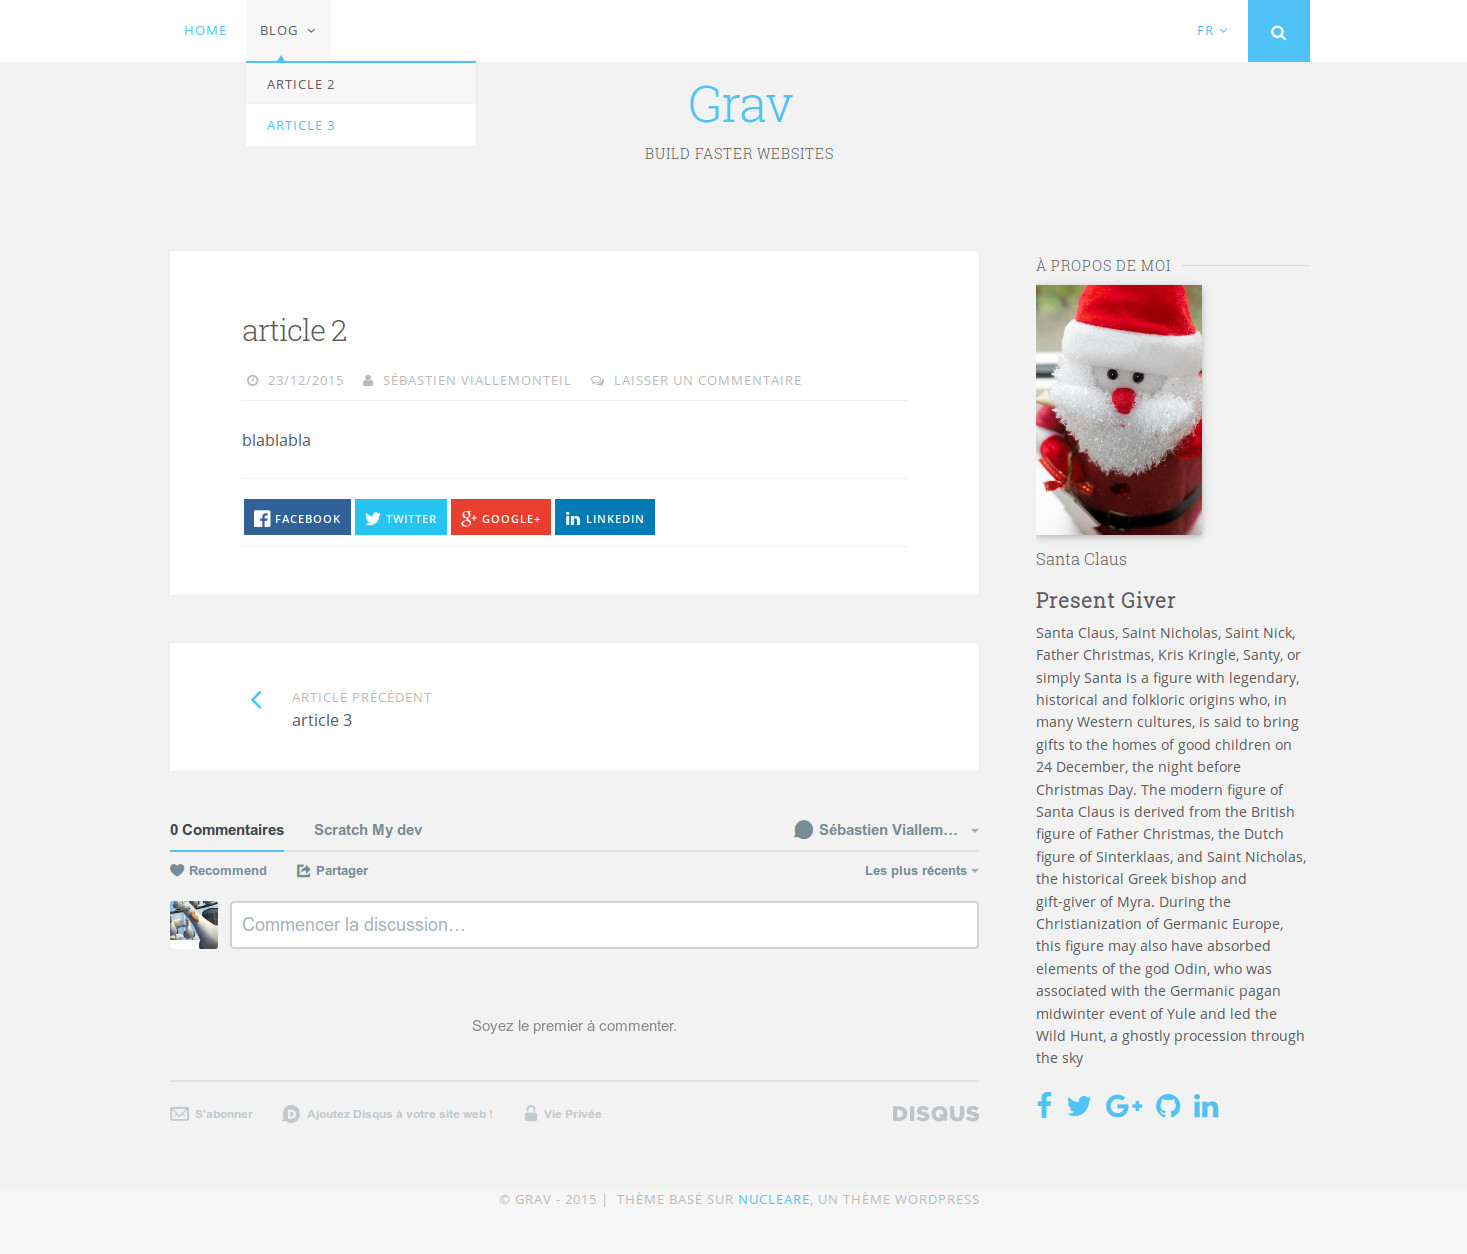 HOME
BLOG
FR
ARTICLE 2
ARTICLE 3
Grav
BUILD FASTER WEBSITES
article 2
23/12/2015 SÉBASTIEN VIALLEMONTEIL LAISSER UN COMMENTAIRE
blablabla
FACEBOOK TWITTER GOOGLE+ LINKEDIN
ARTICLE PRÉCÉDENT
article 3
0 Commentaires Scratch My dev Sébastien Viallem…
Recommend Partager Les plus récents
Commencer la discussion…
Soyez le premier à commenter.
S'abonner Ajoutez Disqus à votre site web ! Vie Privée DISQUS
À PROPOS DE MOI
Santa Claus
Present Giver
Santa Claus, Saint Nicholas, Saint Nick,
Father Christmas, Kris Kringle, Santy, or
simply Santa is a figure with legendary,
historical and folkloric origins who, in
many Western cultures, is said to bring
gifts to the homes of good children on
24 December, the night before
Christmas Day. The modern figure of
Santa Claus is derived from the British
figure of Father Christmas, the Dutch
figure of Sinterklaas, and Saint Nicholas,
the historical Greek bishop and
gift-giver of Myra. During the
Christianization of Germanic Europe,
this figure may also have absorbed
elements of the god Odin, who was
associated with the Germanic pagan
midwinter event of Yule and led the
Wild Hunt, a ghostly procession through
the sky
© GRAV - 2015 | THÈME BASÉ SUR NUCLEARE, UN THÈME WORDPRESS